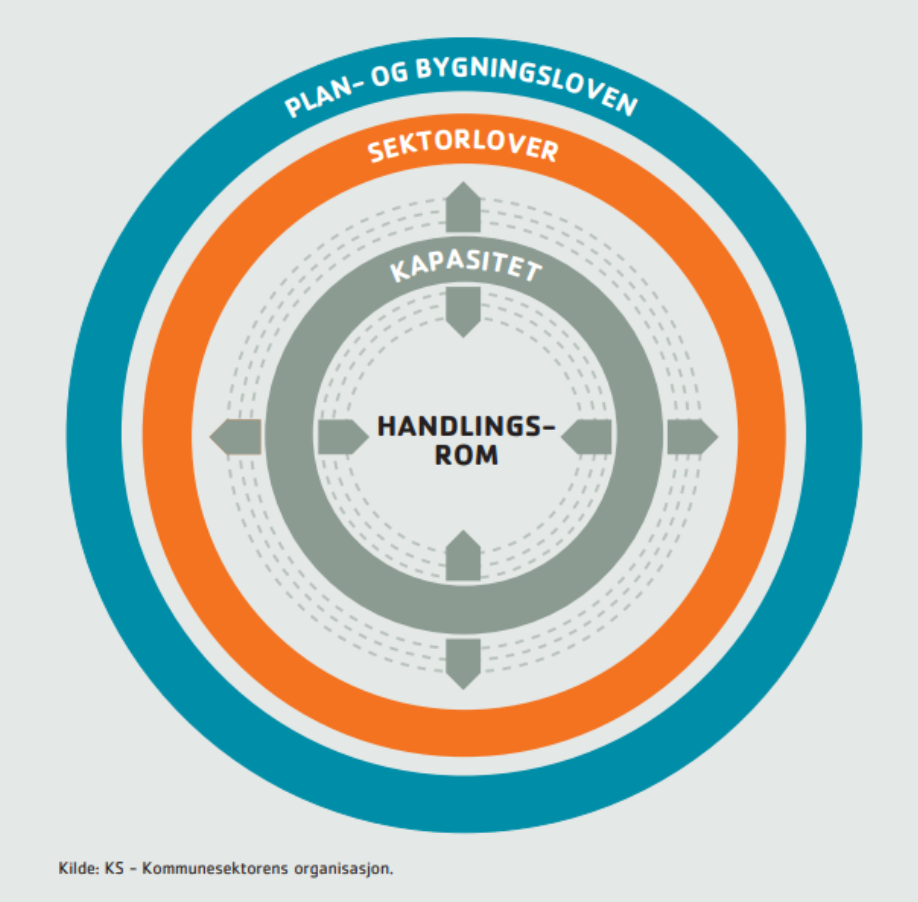 PLAN- OG BYGNINGSLOVEN
SEKTORLOVER
KAPASITET
HANDLINGS-
ROM
Kilde: KS - Kommunesektorens organisasjon.